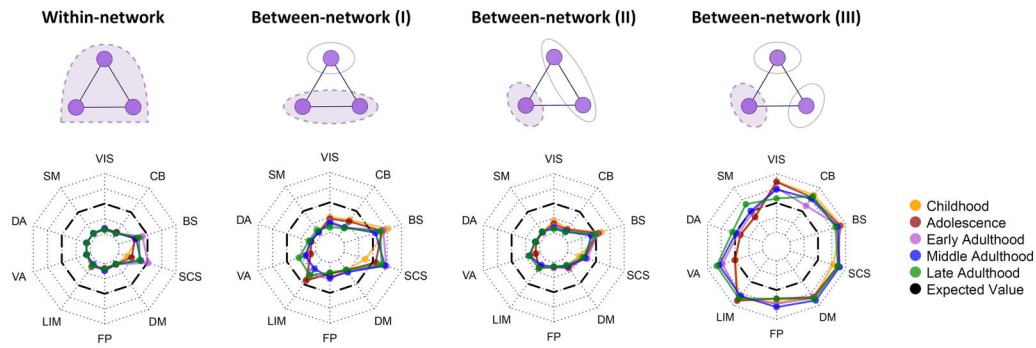 Within-network
Between-network (I)
Between-network (II)
Between-network (III)
VIS
CB
BS
SCS
DM
FP
LIM
VA
DA
SM
VIS
CB
BS
SCS
DM
FP
LIM
VA
DA
SM
VIS
CB
BS
SCS
DM
FP
LIM
VA
DA
SM
VIS
CB
BS
SCS
DM
FP
LIM
VA
DA
SM
Childhood
Adolescence
Early Adulthood
Middle Adulthood
Late Adulthood
Expected Value